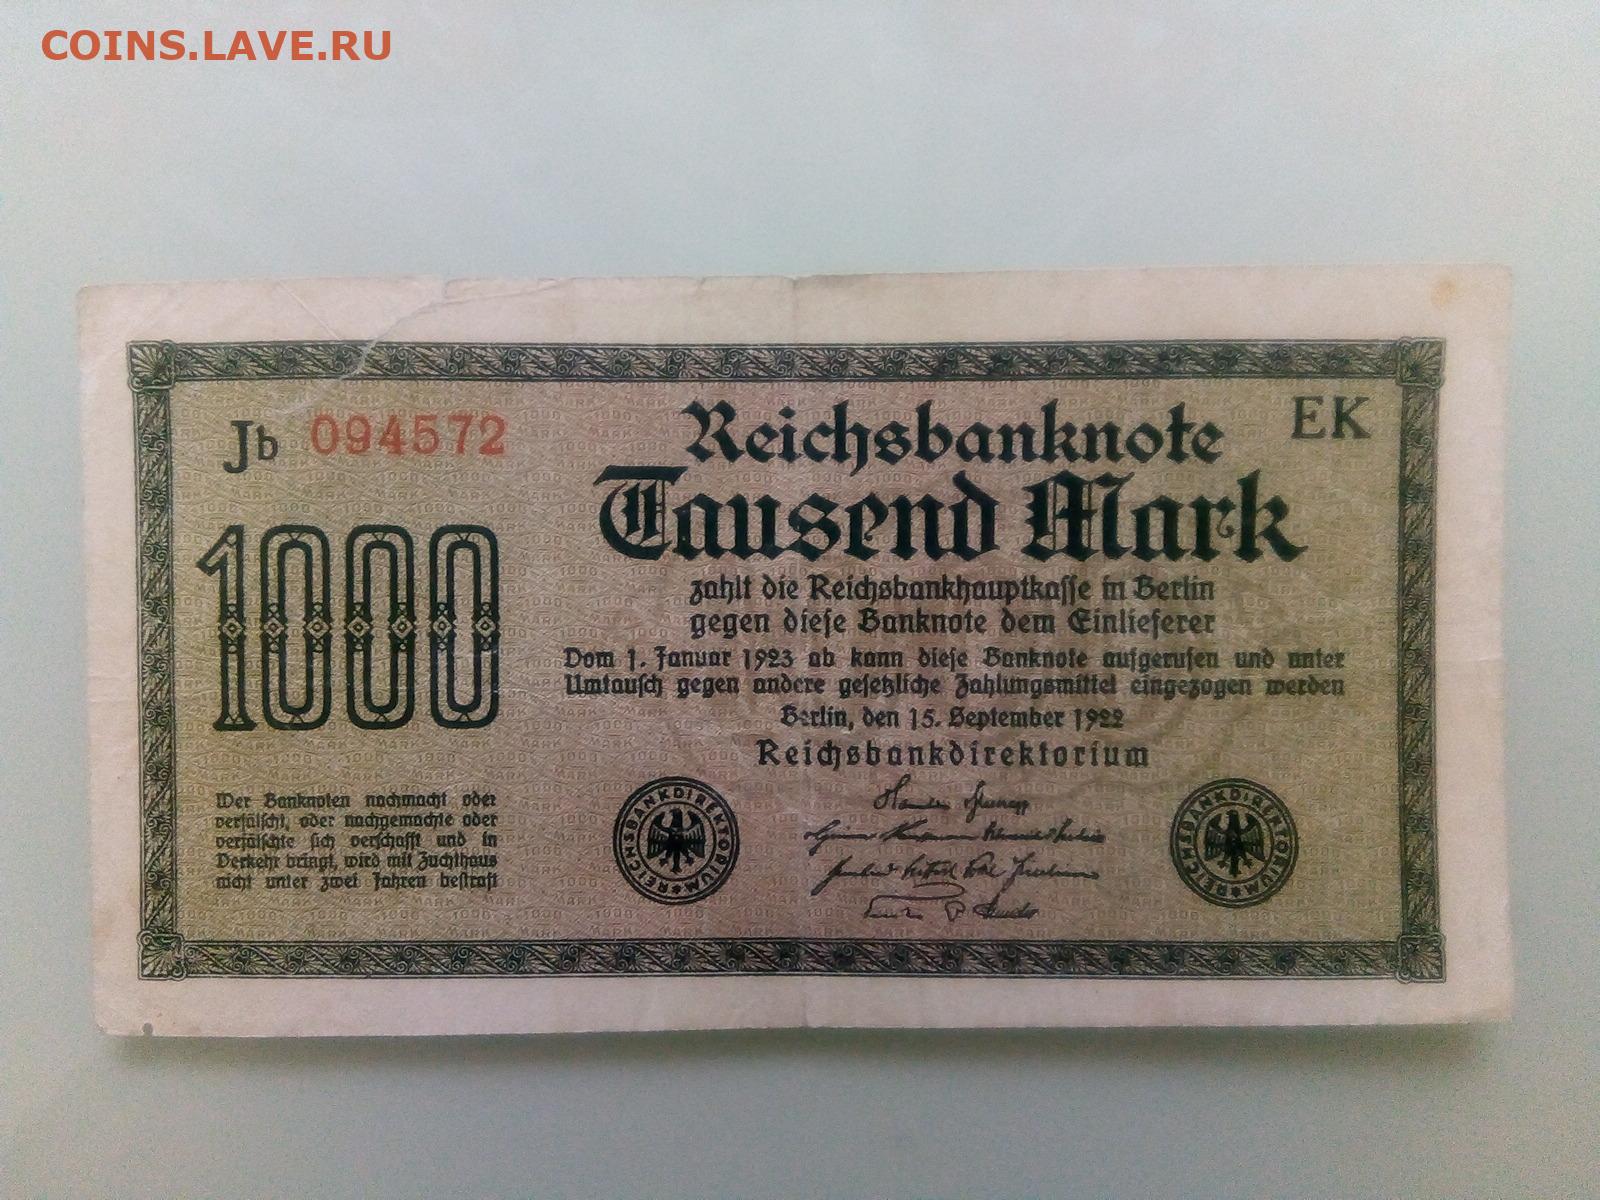 COINS.LAVE.RU
Jb 094572
EK
Reichsbanknote
Tausend Mark
1000
zahlt die Reichsbankhauptkasse in Berlin
gegen diese Banknote dem Einlieferer
Vom 1. Januar 1923 ab kann diese Banknote aufgerufen und unter
Umtausch gegen andere gesetzliche Zahlungsmittel eingezogen werden
Berlin, den 15. September 1922
Reichsbankdirektorium
Wer Banknoten nachmacht oder
verfälscht, oder nachgemachte oder
verfälschte sich verschafft und in
Verkehr bringt, wird mit Zuchthaus
nicht unter zwei Jahren bestraft
REICHSBANKDIREKTORIUM
REICHSBANKDIREKTORIUM